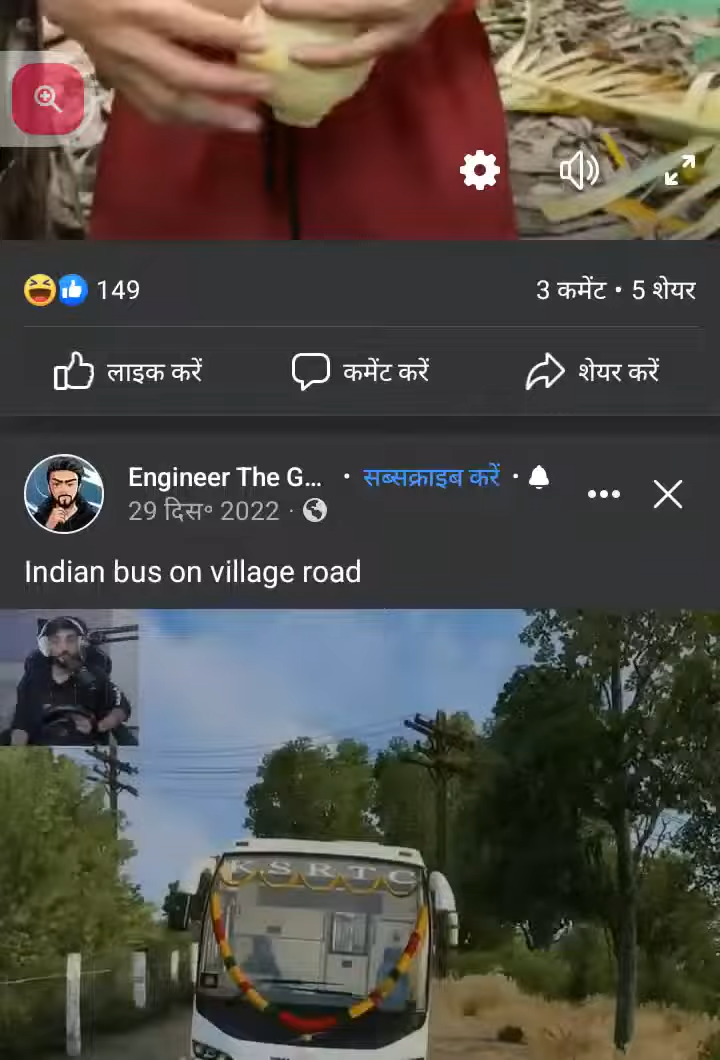 149
3 कमेंट • 5 शेयर
लाइक करें
कमेंट करें
शेयर करें
Engineer The G... · सब्सक्राइब करें ·
29 दिस॰ 2022 ·
Indian bus on village road
KSRTC